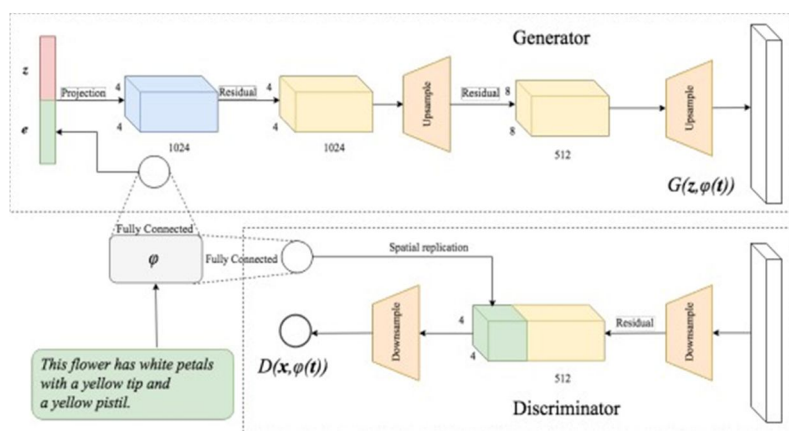 Generator
z
e
Projection
4
4
1024
Residual
4
4
1024
Upsample
Residual
8
8
512
Upsample
G(z,φ(t))
Fully Connected
φ
Fully Connected
Spatial replication
This flower has white petals
with a yellow tip and
a yellow pistil.
D(x,φ(t))
Downsample
4
4
512
Residual
Downsample
Discriminator